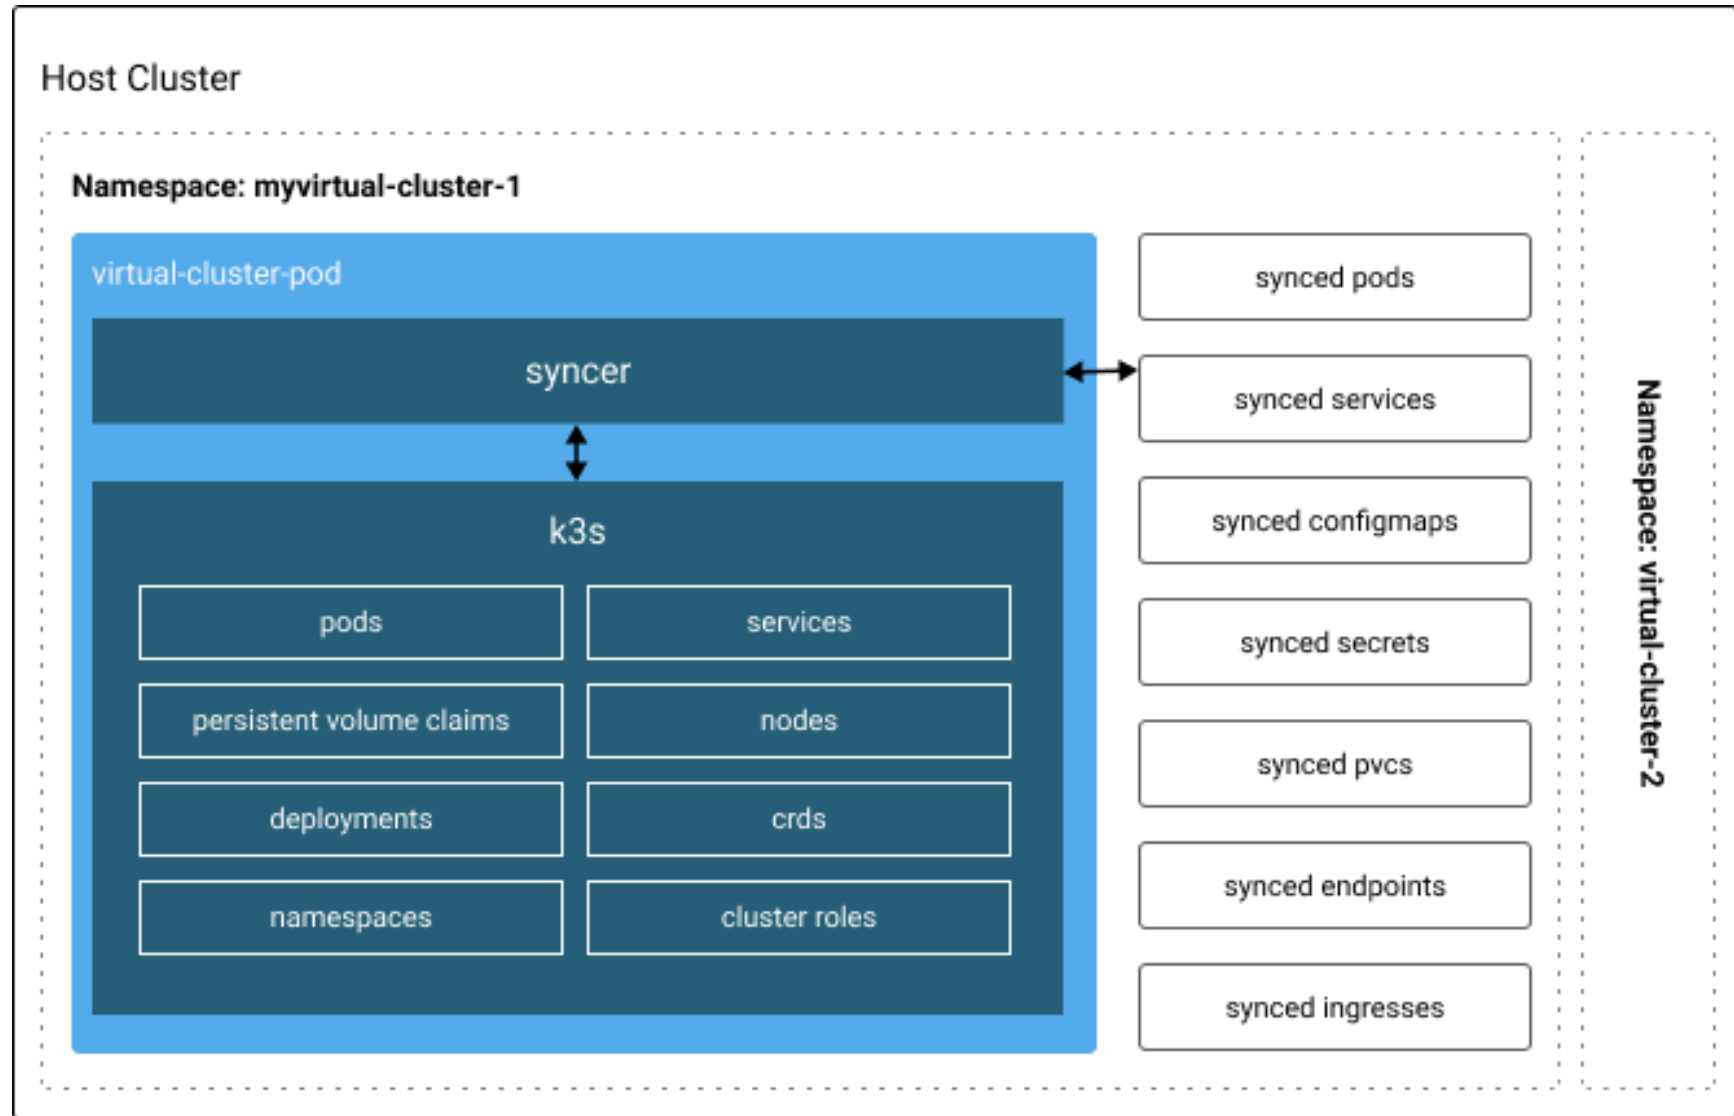 Host Cluster
Namespace: myvirtual-cluster-1
virtual-cluster-pod
syncer
k3s
pods
services
persistent volume claims
nodes
deployments
crds
namespaces
cluster roles
synced pods
synced services
synced configmaps
synced secrets
synced pvcs
synced endpoints
synced ingresses
Namespace: virtual-cluster-2